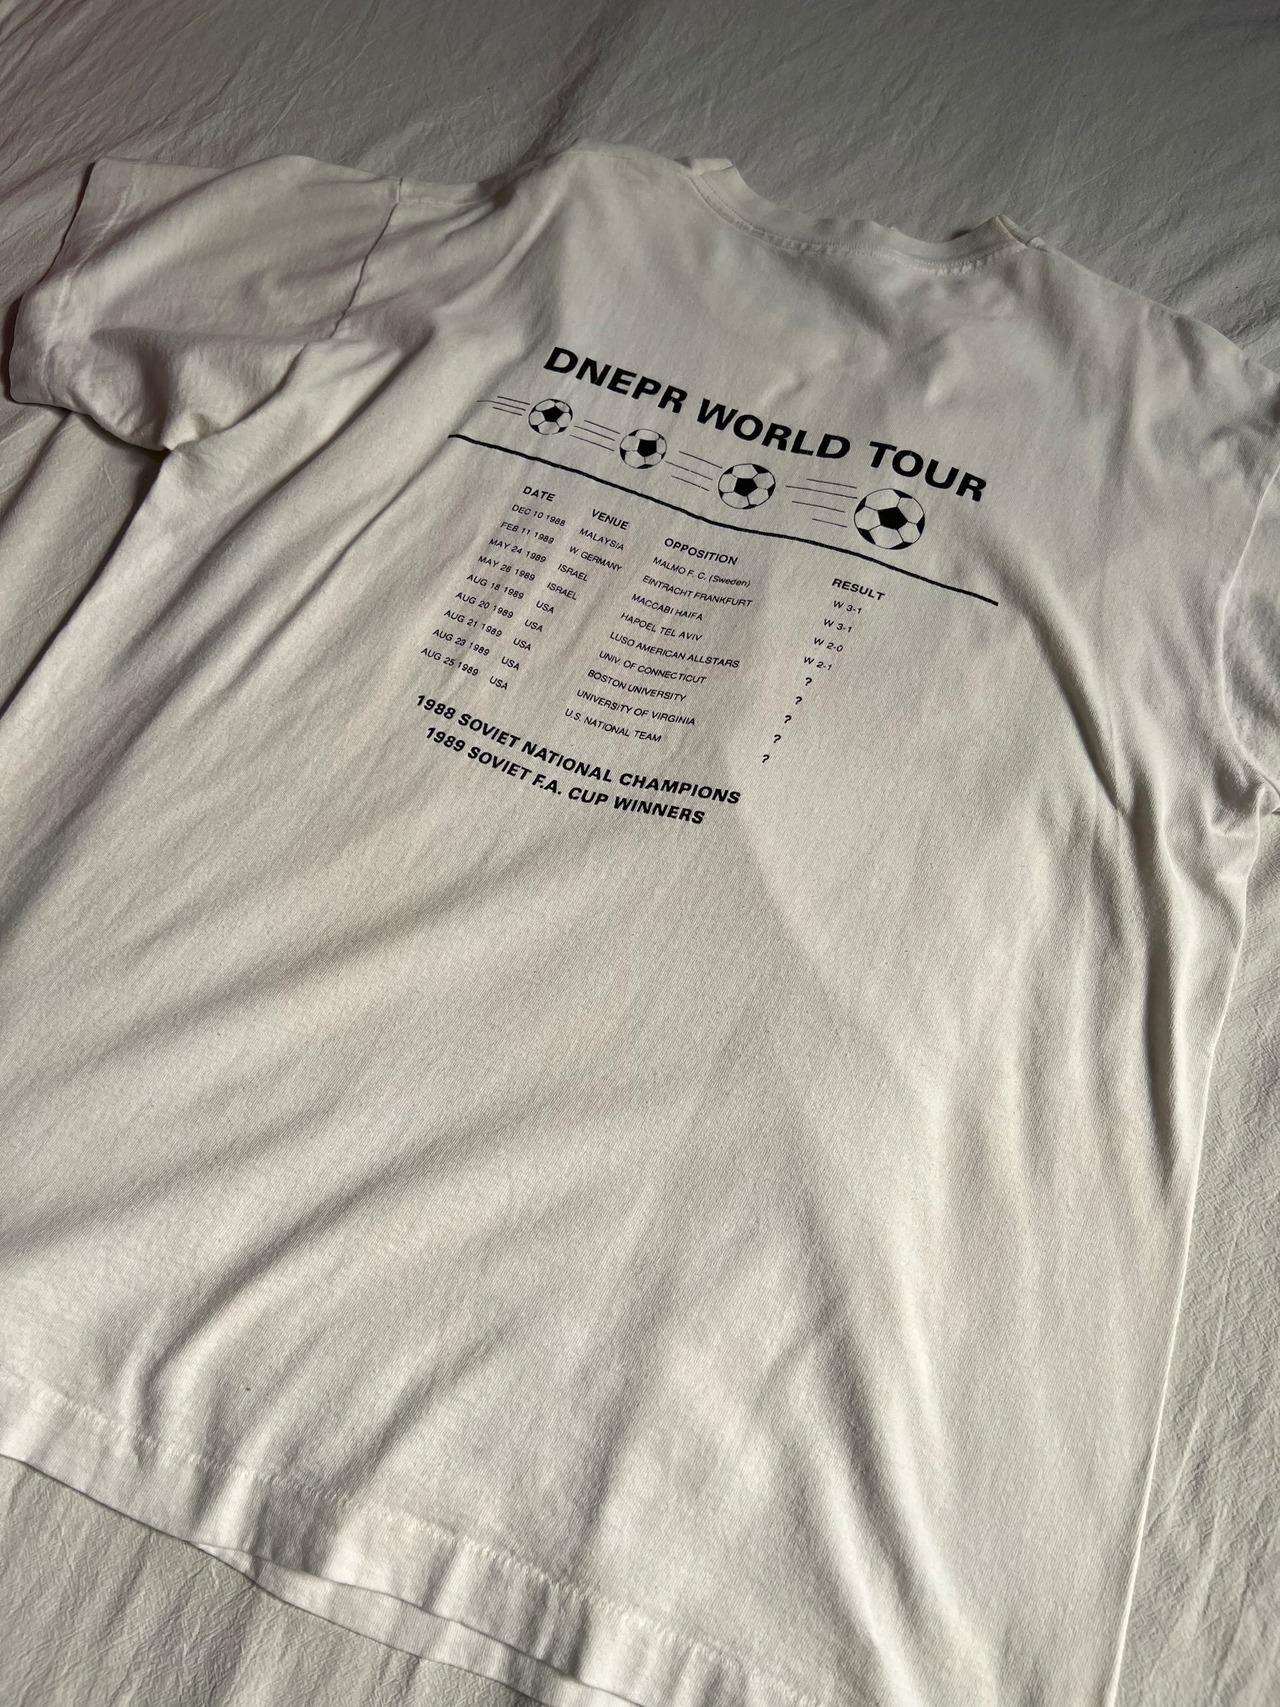 DNEPR WORLD TOUR
DATE VENUE OPPOSITION RESULT
DEC 10 1988 MALAYSIA MALMO F. C. (Sweden) W 3-1
FEB 11 1989 W. GERMANY EINTRACHT FRANKFURT W 3-1
MAY 24 1989 ISRAEL MACCABI HAIFA W 2-0
MAY 28 1989 ISRAEL HAPOEL TEL AVIV W 2-1
AUG 18 1989 USA LUSO AMERICAN ALLSTARS ?
AUG 20 1989 USA UNIV. OF CONNECTICUT ?
AUG 21 1989 USA BOSTON UNIVERSITY ?
AUG 23 1989 USA UNIVERSITY OF VIRGINIA ?
AUG 25 1989 USA U.S. NATIONAL TEAM ?
1988 SOVIET NATIONAL CHAMPIONS
1989 SOVIET F.A. CUP WINNERS